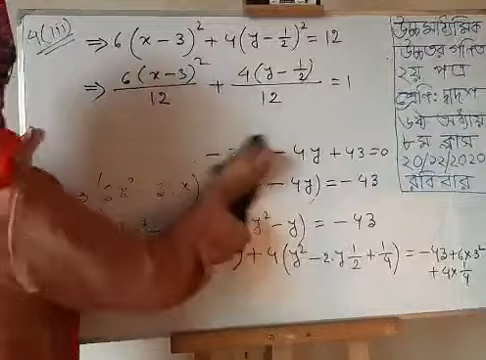 4(ii)
⇒ 6(x-3)² + 4(y-½)² = 12
⇒ 6(x-3)²/12 + 4(y-½)/12 = 1
- 4y + 43 = 0
- 4y) = -43
y² - y) = -43
+ 4(y² - 2.y ½ + ¼) = -43 + 6×3²
+ 4×¼
উচ্চমাধ্যমিক
উচ্চতর গণিত
২য় পত্র
শ্রেণি: দ্বাদশ
৬ষ্ঠ অধ্যায়
৮ম ক্লাস
20/12/2020
রবিবার